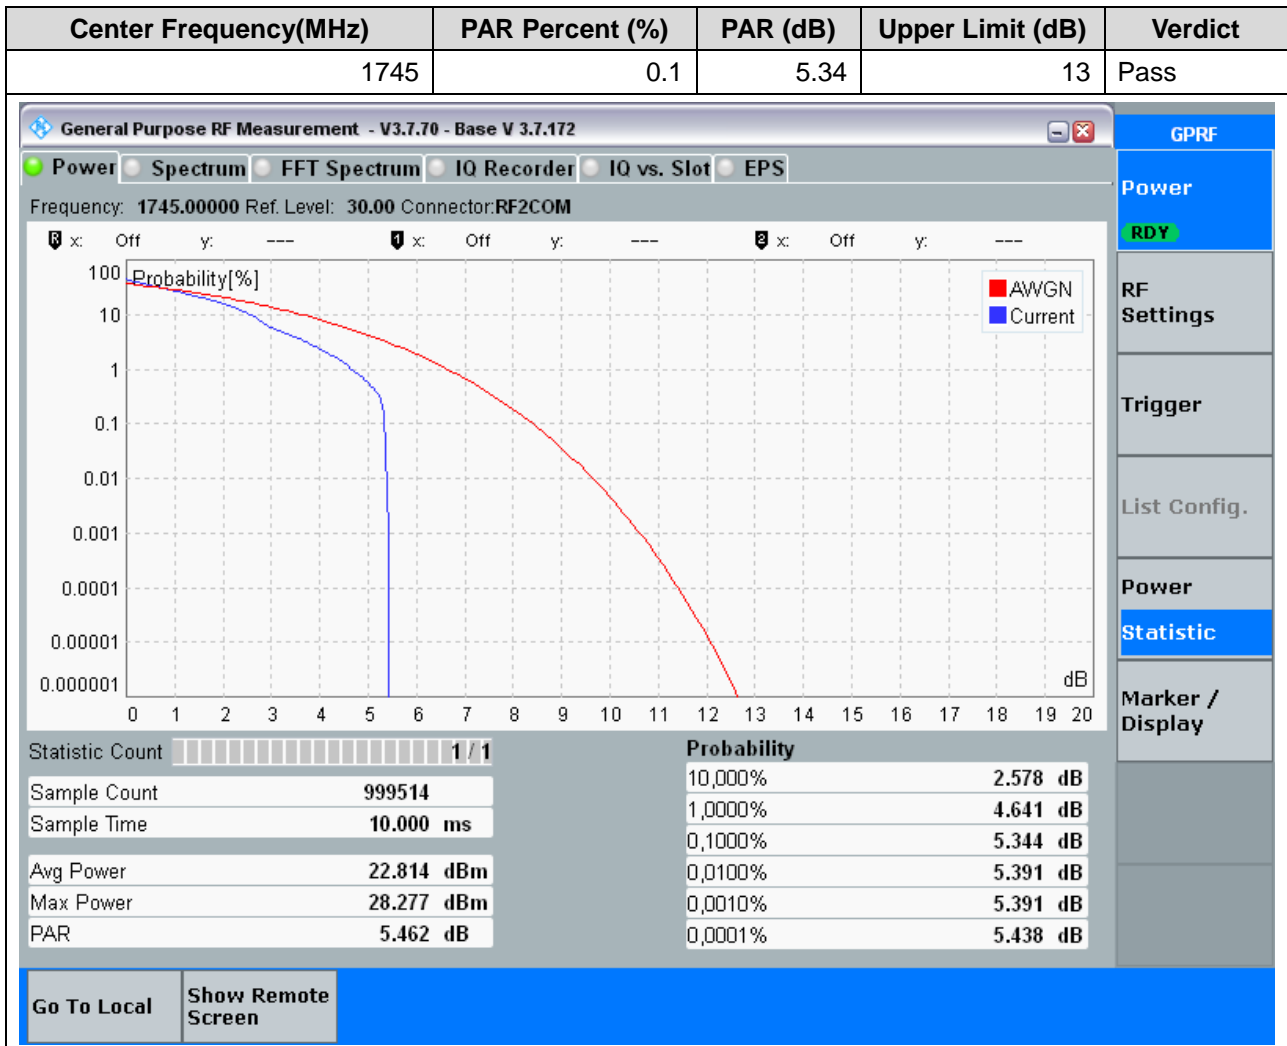 Center Frequency(MHz) PAR Percent (%) PAR (dB) Upper Limit (dB) Verdict
1745 0.1 5.34 13 Pass
General Purpose RF Measurement - V3.7.70 - Base V 3.7.172
Power Spectrum FFT Spectrum IQ Recorder IQ vs. Slot EPS
Frequency: 1745.00000 Ref. Level: 30.00 Connector:RF2COM
R x: Off y: --- 1 x: Off y: --- 2 x: Off y: ---
Probability[%]
100
10
1
0.1
0.01
0.001
0.0001
0.00001
0.000001
AWGN
Current
dB
0 1 2 3 4 5 6 7 8 9 10 11 12 13 14 15 16 17 18 19 20
Statistic Count 1 / 1
Sample Count 999514
Sample Time 10.000 ms
Avg Power 22.814 dBm
Max Power 28.277 dBm
PAR 5.462 dB
Probability
10,000% 2.578 dB
1,0000% 4.641 dB
0,1000% 5.344 dB
0,0100% 5.391 dB
0,0010% 5.391 dB
0,0001% 5.438 dB
GPRF
Power
RDY
RF
Settings
Trigger
List Config.
Power
Statistic
Marker /
Display
Go To Local
Show Remote
Screen